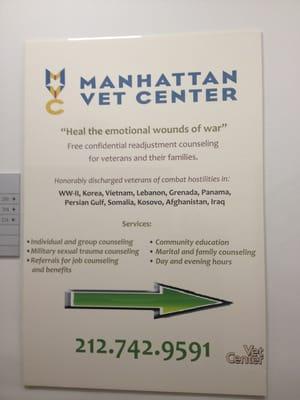 MVC
MANHATTAN
VET CENTER
“Heal the emotional wounds of war”
Free confidential readjustment counseling
for veterans and their families.
Honorably discharged veterans of combat hostilities in:
WW-II, Korea, Vietnam, Lebanon, Grenada, Panama,
Persian Gulf, Somalia, Kosovo, Afghanistan, Iraq
Services:
•Individual and group counseling
•Military sexual trauma counseling
•Referrals for job counseling
and benefits
• Community education
• Marital and family counseling
• Day and evening hours
212.742.9591
Vet
Center